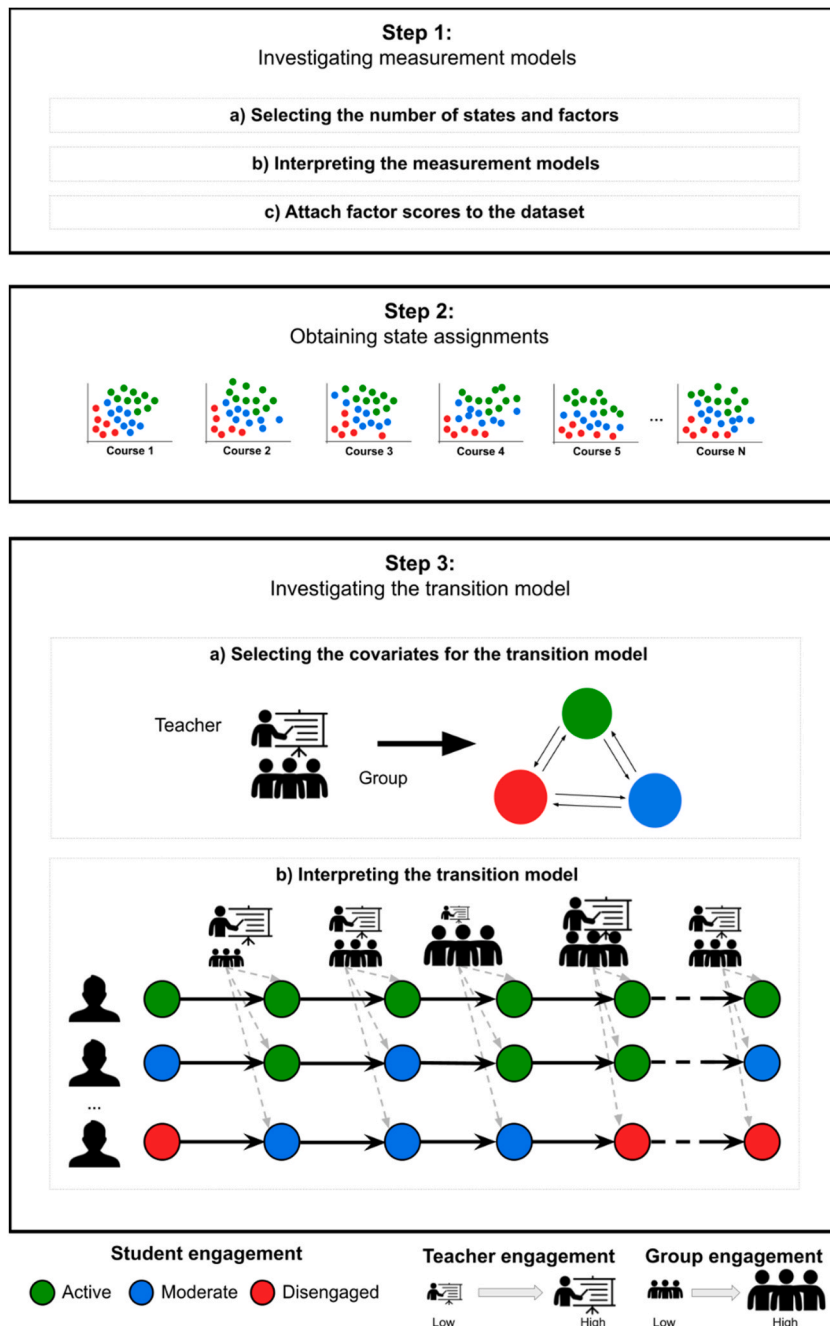 Step 1:
Investigating measurement models
a) Selecting the number of states and factors
b) Interpreting the measurement models
c) Attach factor scores to the dataset
Step 2:
Obtaining state assignments
Course 1
Course 2
Course 3
Course 4
Course 5
...
Course N
Step 3:
Investigating the transition model
a) Selecting the covariates for the transition model
Teacher
Group
b) Interpreting the transition model
...
Student engagement
Active
Moderate
Disengaged
Teacher engagement
Low
High
Group engagement
Low
High